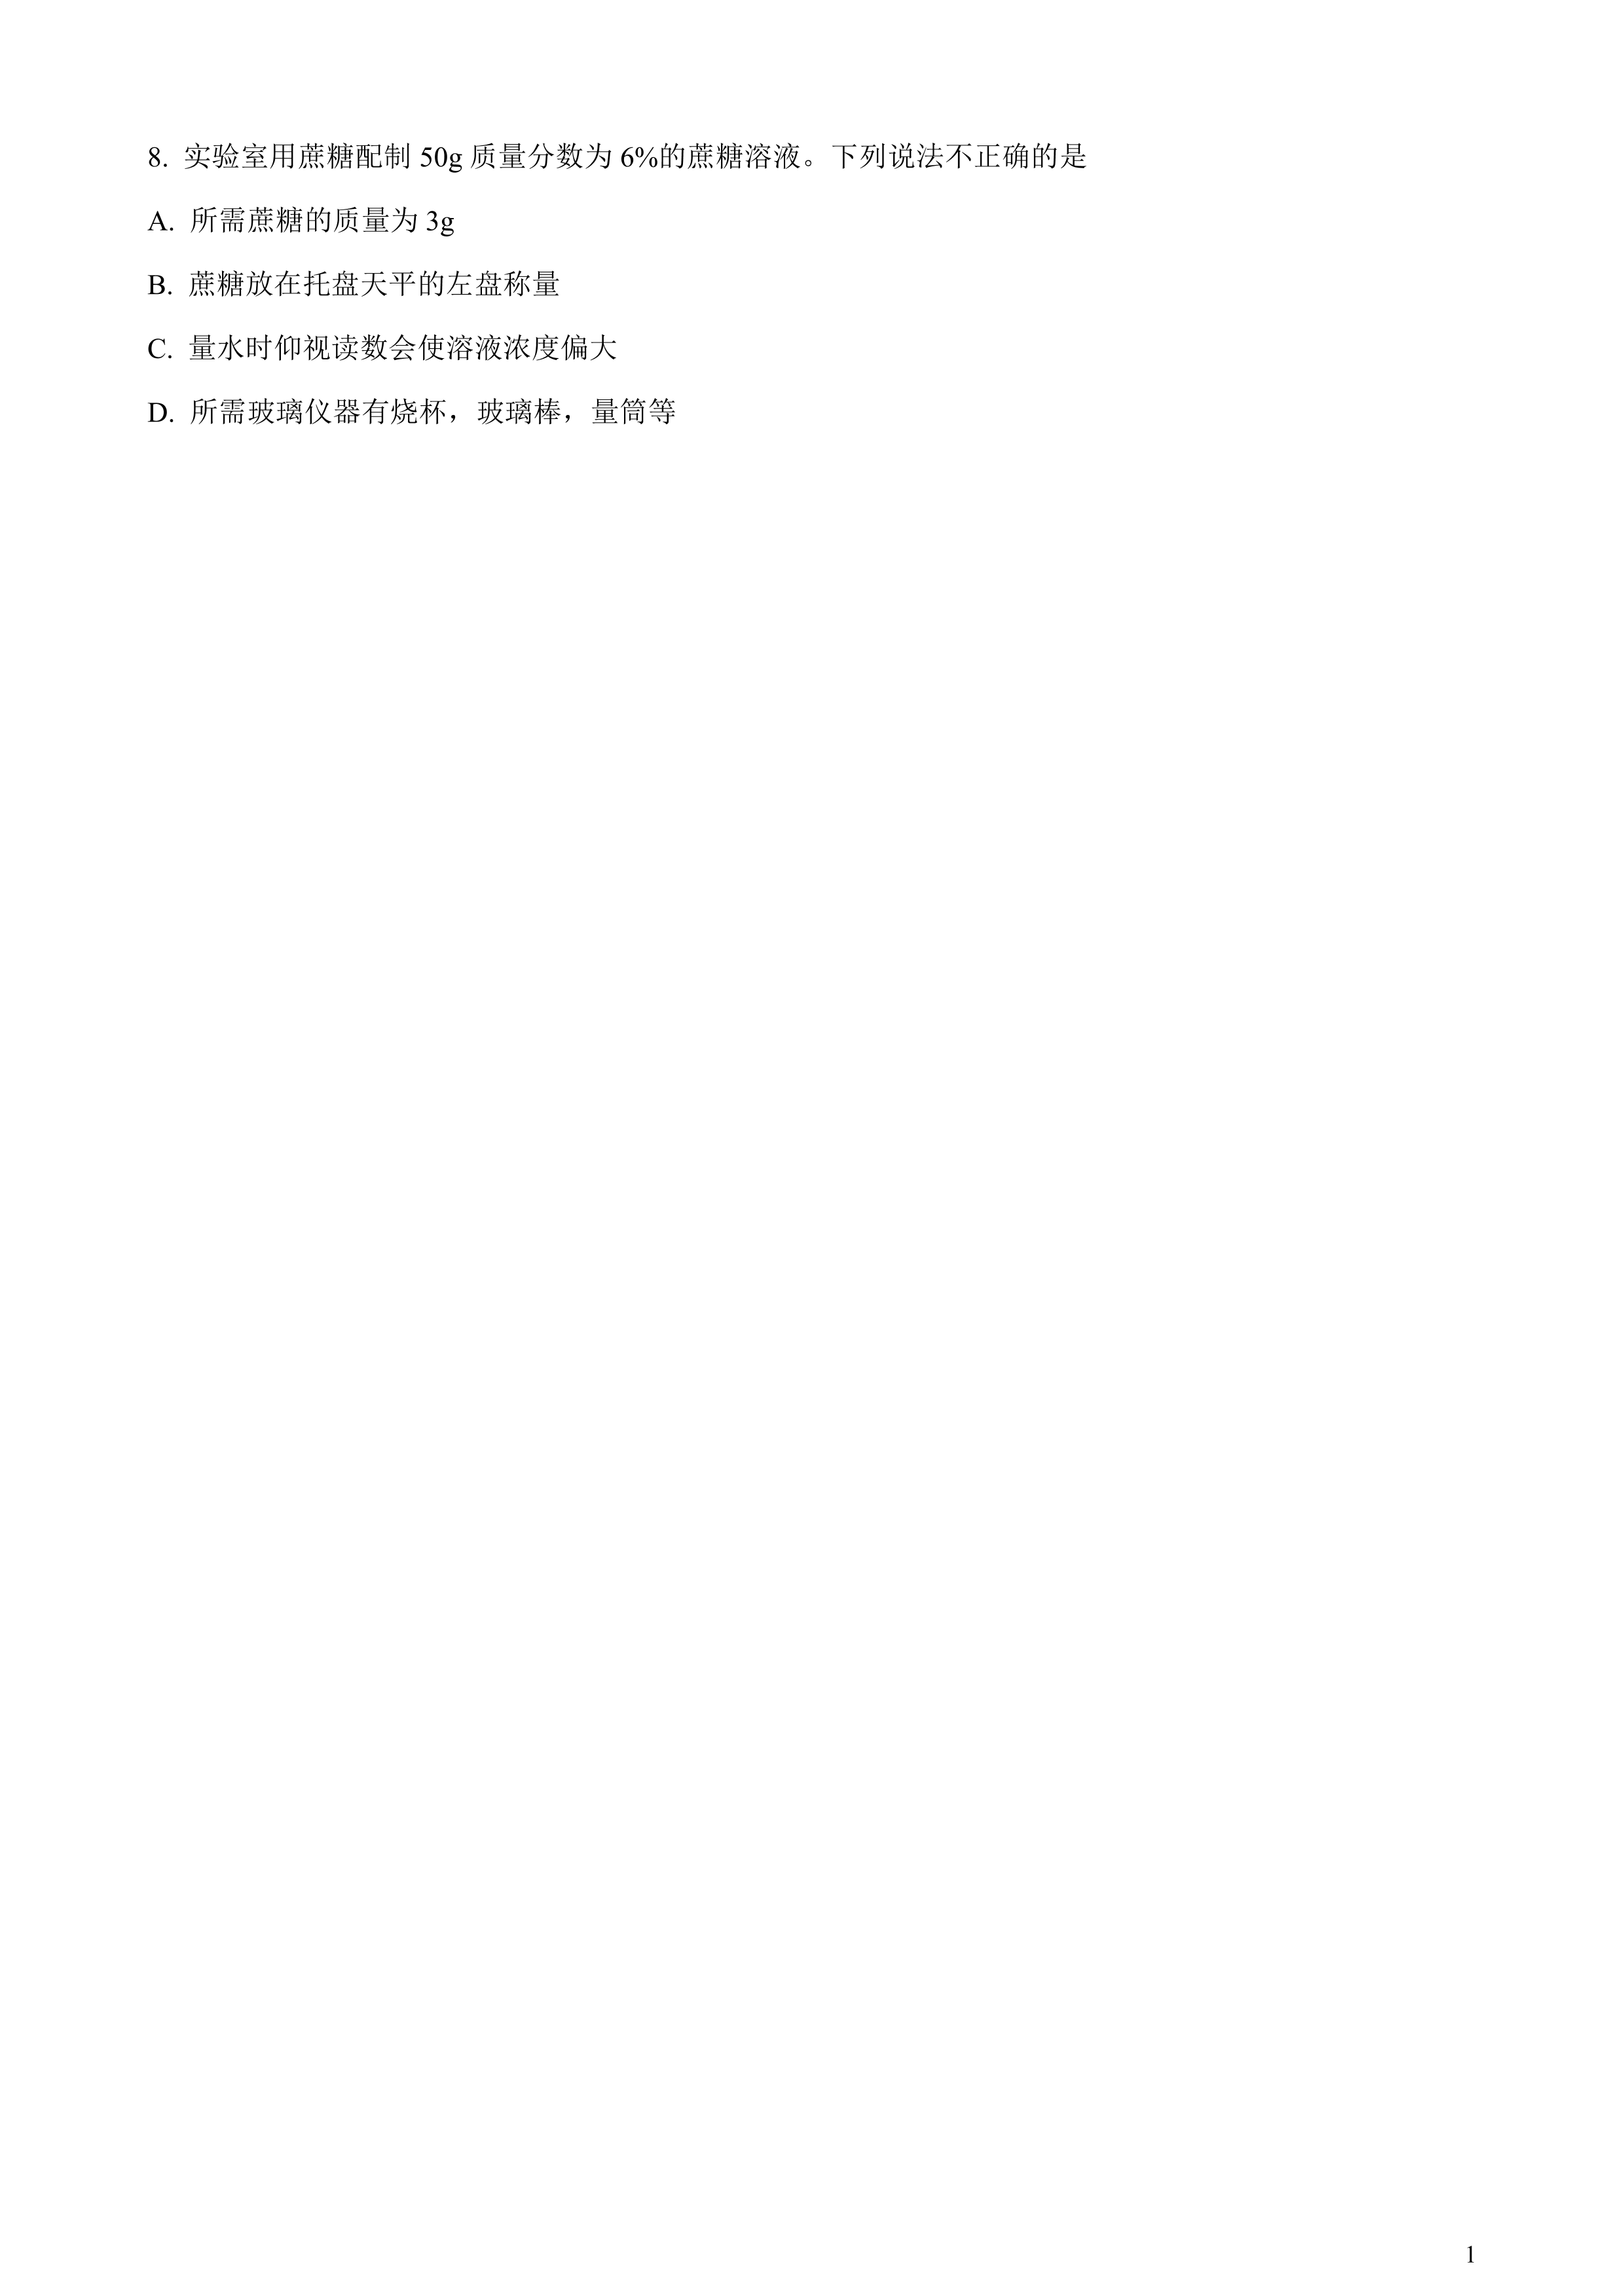 8. 实验室用蔗糖配制 50g 质量分数为 6%的蔗糖溶液。下列说法不正确的是
A. 所需蔗糖的质量为 3g
B. 蔗糖放在托盘天平的左盘称量
C. 量水时仰视读数会使溶液浓度偏大
D. 所需玻璃仪器有烧杯，玻璃棒，量筒等
1